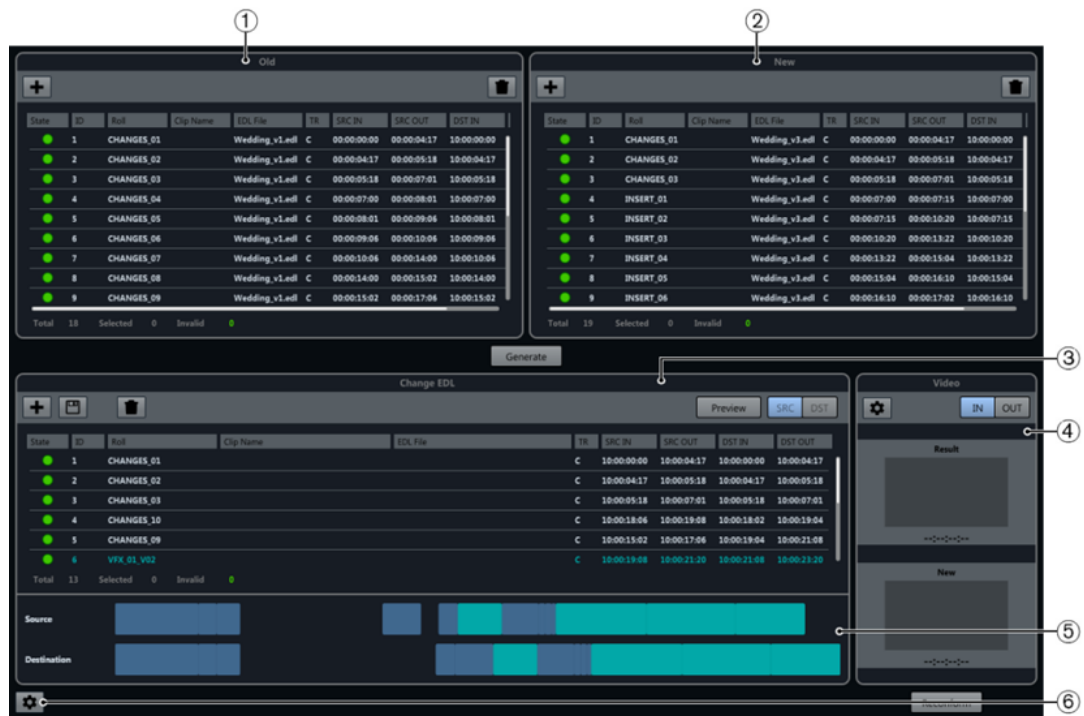 1
2
Old
New
State ID Roll Clip Name EDL File TR SRC IN SRC OUT DST IN
1 CHANGES_01 Wedding_v1.edl C 00:00:00:00 00:00:04:17 10:00:00:00
2 CHANGES_02 Wedding_v1.edl C 00:00:04:17 00:00:05:18 10:00:04:17
3 CHANGES_03 Wedding_v1.edl C 00:00:05:18 00:00:07:01 10:00:05:18
4 CHANGES_04 Wedding_v1.edl C 00:00:07:00 00:00:08:01 10:00:07:00
5 CHANGES_05 Wedding_v1.edl C 00:00:08:01 00:00:09:06 10:00:08:01
6 CHANGES_06 Wedding_v1.edl C 00:00:09:06 00:00:10:06 10:00:09:06
7 CHANGES_07 Wedding_v1.edl C 00:00:10:06 00:00:14:00 10:00:10:06
8 CHANGES_08 Wedding_v1.edl C 00:00:14:00 00:00:15:02 10:00:14:00
9 CHANGES_09 Wedding_v1.edl C 00:00:15:02 00:00:17:06 10:00:15:02
Total 18 Selected 0 Invalid 0
State ID Roll Clip Name EDL File TR SRC IN SRC OUT DST IN
1 CHANGES_01 Wedding_v3.edl C 00:00:00:00 00:00:04:17 10:00:00:00
2 CHANGES_02 Wedding_v3.edl C 00:00:04:17 00:00:05:18 10:00:04:17
3 CHANGES_03 Wedding_v3.edl C 00:00:05:18 00:00:07:01 10:00:05:18
4 INSERT_01 Wedding_v3.edl C 00:00:07:00 00:00:07:15 10:00:07:00
5 INSERT_02 Wedding_v3.edl C 00:00:07:15 00:00:10:20 10:00:07:15
6 INSERT_03 Wedding_v3.edl C 00:00:10:20 00:00:13:22 10:00:10:20
7 INSERT_04 Wedding_v3.edl C 00:00:13:22 00:00:15:04 10:00:13:22
8 INSERT_05 Wedding_v3.edl C 00:00:15:04 00:00:16:10 10:00:15:04
9 INSERT_06 Wedding_v3.edl C 00:00:16:10 00:00:17:02 10:00:16:10
Total 19 Selected 0 Invalid 0
Generate
3
Change EDL
Preview SRC DST
State ID Roll Clip Name EDL File TR SRC IN SRC OUT DST IN DST OUT
1 CHANGES_01 C 10:00:00:00 10:00:04:17 10:00:00:00 10:00:04:17
2 CHANGES_02 C 10:00:04:17 10:00:05:18 10:00:04:17 10:00:05:18
3 CHANGES_03 C 10:00:05:18 10:00:07:01 10:00:05:18 10:00:07:01
4 CHANGES_10 C 10:00:18:06 10:00:19:08 10:00:18:02 10:00:19:04
5 CHANGES_09 C 10:00:15:02 10:00:17:06 10:00:19:04 10:00:21:08
6 VFX_01_V02 C 10:00:19:08 10:00:21:20 10:00:21:08 10:00:23:20
Total 13 Selected 0 Invalid 0
Source
Destination
Video
IN OUT
4
Result
--:--:--:--
New
--:--:--:--
5
6
Reconform